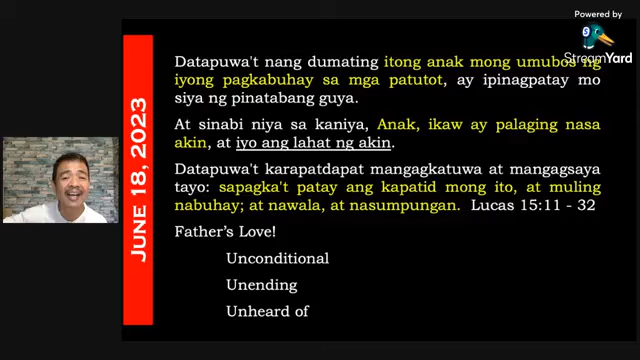 Powered by
StreamYard
JUNE 18, 2023
Datapuwa't nang dumating itong anak mong umubos ng
iyong pagkabuhay sa mga patutot, ay ipinagpatay mo
siya ng pinatabang guya.
At sinabi niya sa kaniya, Anak, ikaw ay palaging nasa
akin, at iyo ang lahat ng akin.
Datapuwa't karapatdapat mangagkatuwa at mangagsaya
tayo: sapagka't patay ang kapatid mong ito, at muling
nabuhay; at nawala, at nasumpungan. Lucas 15:11 - 32
Father's Love!
Unconditional
Unending
Unheard of